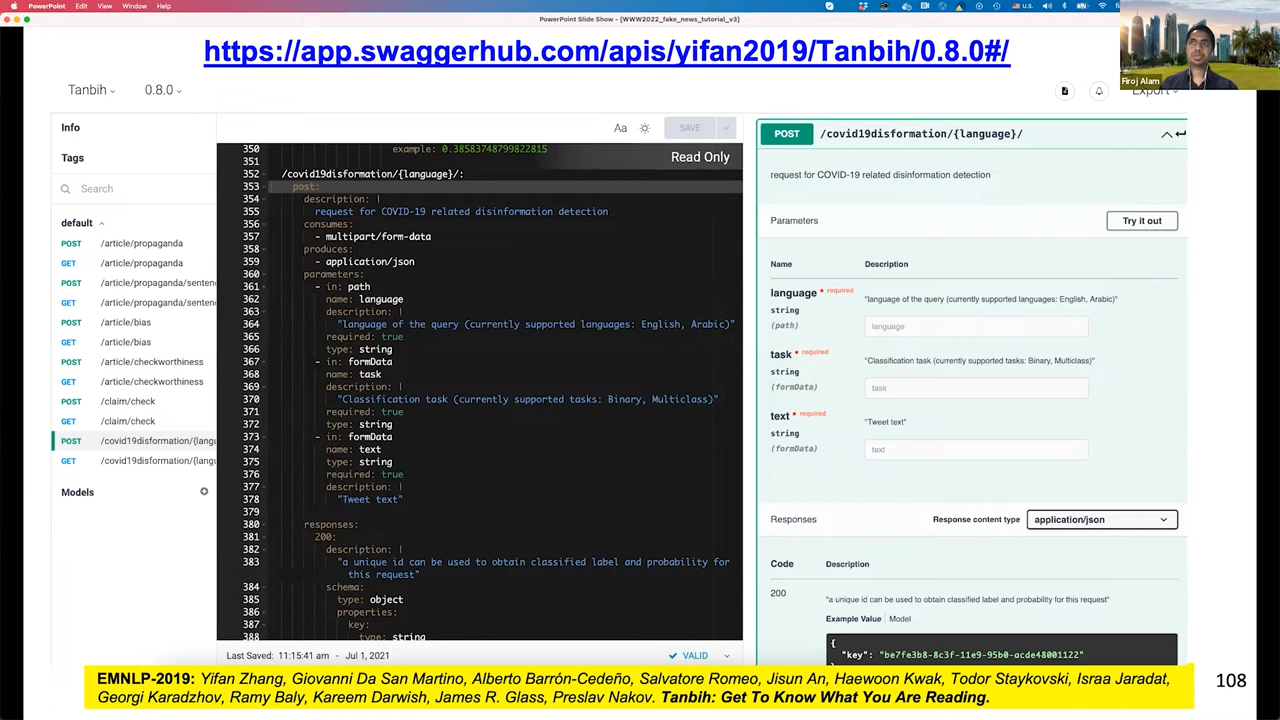 PowerPoint File Edit View Window Help U.S.
PowerPoint Slide Show - [WWW2022_fake_news_tutorial_v3]
https://app.swaggerhub.com/apis/yifan2019/Tanbih/0.8.0#/
Firoj Alam
Tanbih 0.8.0
Export
Info
Tags
Search
default
POST /article/propaganda
GET /article/propaganda
POST /article/propaganda/senten
GET /article/propaganda/senten
POST /article/bias
GET /article/bias
POST /article/checkworthiness
GET /article/checkworthiness
POST /claim/check
GET /claim/check
POST /covid19disformation/{langu
GET /covid19disformation/{langu
Models
Aa SAVE
Read Only
350 example: 0.38583748799822815
351
352 /covid19disformation/{language}/:
353 post:
354 description: |
355 request for COVID-19 related disinformation detection
356 consumes:
357 - multipart/form-data
358 produces:
359 - application/json
360 parameters:
361 - in: path
362 name: language
363 description: |
364 "language of the query (currently supported languages: English, Arabic)"
365 required: true
366 type: string
367 - in: formData
368 name: task
369 description: |
370 "Classification task (currently supported tasks: Binary, Multiclass)"
371 required: true
372 type: string
373 - in: formData
374 name: text
375 type: string
376 required: true
377 description: |
378 "Tweet text"
379
380 responses:
381 200:
382 description: |
383 "a unique id can be used to obtain classified label and probability for
this request"
384 schema:
385 type: object
386 properties:
387 key:
388 type: string
Last Saved: 11:15:41 am - Jul 1, 2021 VALID
POST /covid19disformation/{language}/
request for COVID-19 related disinformation detection
Parameters Try it out
Name Description
language * required
"language of the query (currently supported languages: English, Arabic)"
string
(path)
language
task * required
"Classification task (currently supported tasks: Binary, Multiclass)"
string
(formData)
task
text * required
"Tweet text"
string
(formData)
text
Responses Response content type application/json
Code Description
200
"a unique id can be used to obtain classified label and probability for this request"
Example Value Model
{
"key": "be7fe3b8-8c3f-11e9-95b0-acde48001122"
EMNLP-2019: Yifan Zhang, Giovanni Da San Martino, Alberto Barrón-Cedeño, Salvatore Romeo, Jisun An, Haewoon Kwak, Todor Staykovski, Israa Jaradat,
Georgi Karadzhov, Ramy Baly, Kareem Darwish, James R. Glass, Preslav Nakov. Tanbih: Get To Know What You Are Reading.
108